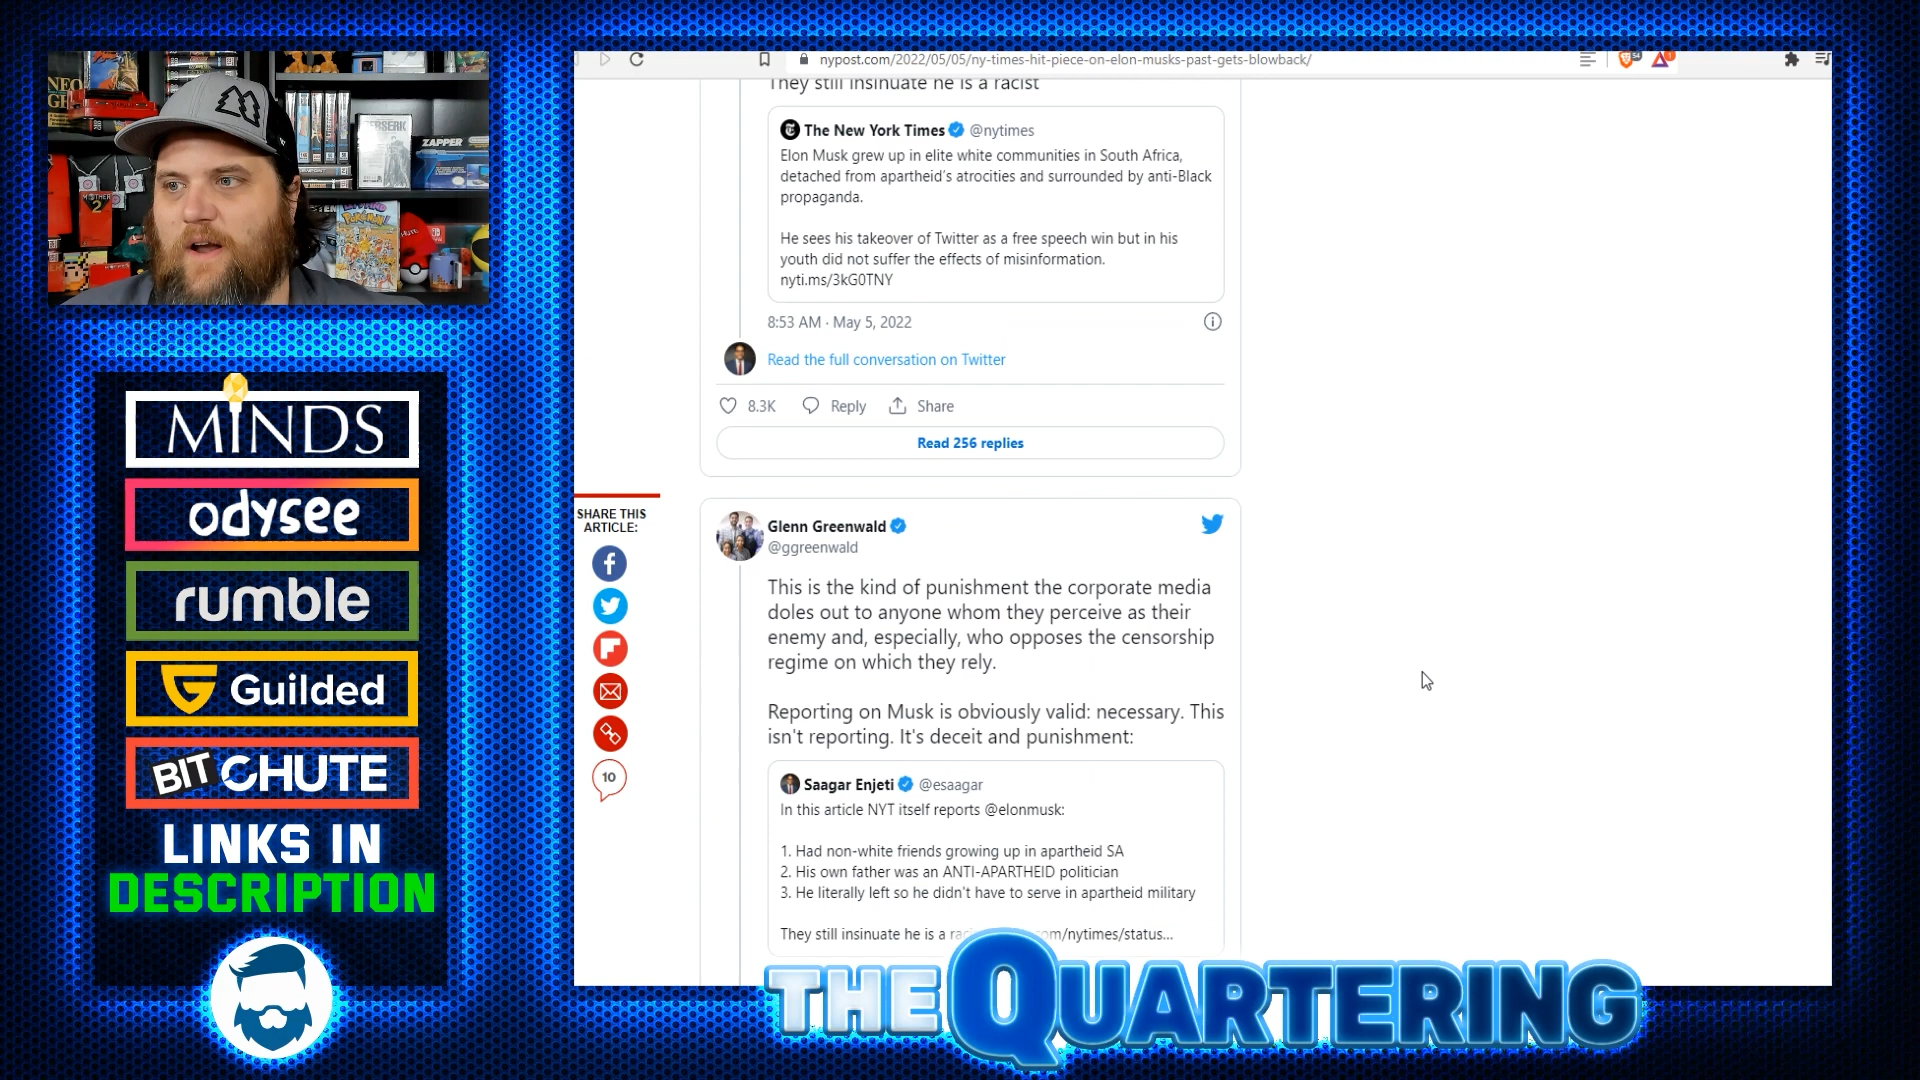 nypost.com/2022/05/05/ny-times-hit-piece-on-elon-musks-past-gets-blowback/
They still insinuate he is a racist
The New York Times @nytimes
Elon Musk grew up in elite white communities in South Africa,
detached from apartheid's atrocities and surrounded by anti-Black
propaganda.
He sees his takeover of Twitter as a free speech win but in his
youth did not suffer the effects of misinformation.
nyti.ms/3kG0TNY
8:53 AM · May 5, 2022
Read the full conversation on Twitter
8.3K Reply Share
Read 256 replies
SHARE THIS
ARTICLE:
10
Glenn Greenwald
@ggreenwald
This is the kind of punishment the corporate media
doles out to anyone whom they perceive as their
enemy and, especially, who opposes the censorship
regime on which they rely.
Reporting on Musk is obviously valid: necessary. This
isn't reporting. It's deceit and punishment:
Saagar Enjeti @esaagar
In this article NYT itself reports @elonmusk:
1. Had non-white friends growing up in apartheid SA
2. His own father was an ANTI-APARTHEID politician
3. He literally left so he didn't have to serve in apartheid military
They still insinuate he is a om/nytimes/status...
BERSERK
ZAPPER
MOTHER
2
POKéMON
MINDS
odysee
rumble
Guilded
BITCHUTE
LINKS IN
DESCRIPTION
THE QUARTERING